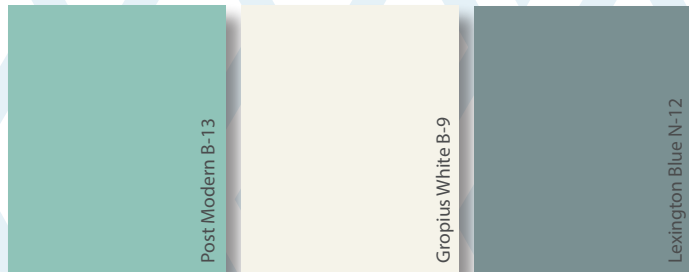 Post Modern B-13
Gropius White B-9
Lexington Blue N-12